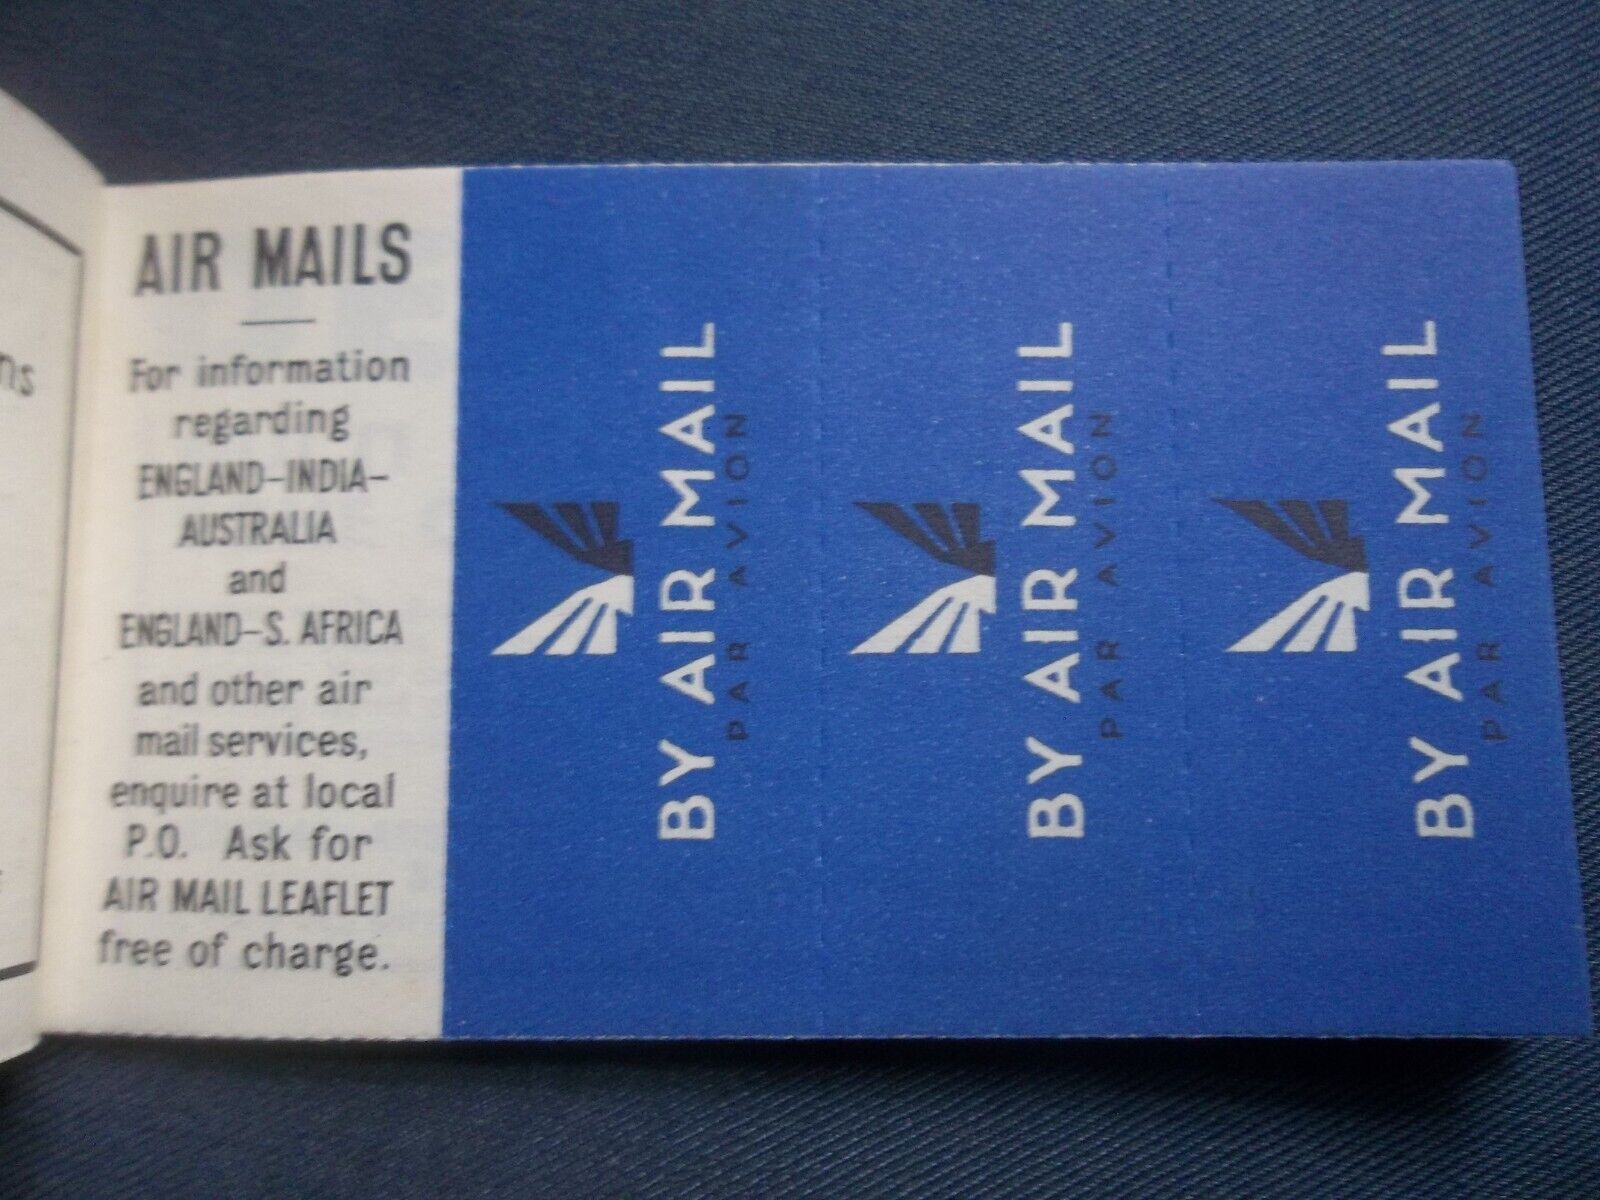 AIR MAILS
For information
regarding
ENGLAND–INDIA–
AUSTRALIA
and
ENGLAND–S. AFRICA
and other air
mail services,
enquire at local
P.O. Ask for
AIR MAIL LEAFLET
free of charge.
BY AIR MAIL
PAR AVION
BY AIR MAIL
PAR AVION
BY AIR MAIL
PAR AVION